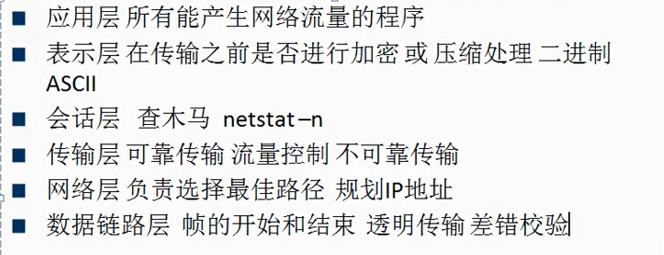 应用层 所有能产生网络流量的程序
表示层 在传输之前是否进行加密 或 压缩处理 二进制
ASCII
会话层 查木马 netstat –n
传输层 可靠传输 流量控制 不可靠传输
网络层 负责选择最佳路径 规划IP地址
数据链路层 帧的开始和结束 透明传输 差错校验